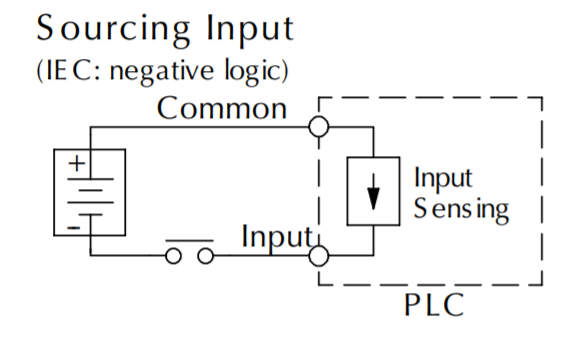 Sourcing Input
(IEC: negative logic)
Common
+
Input
Sensing
-
Input
PLC